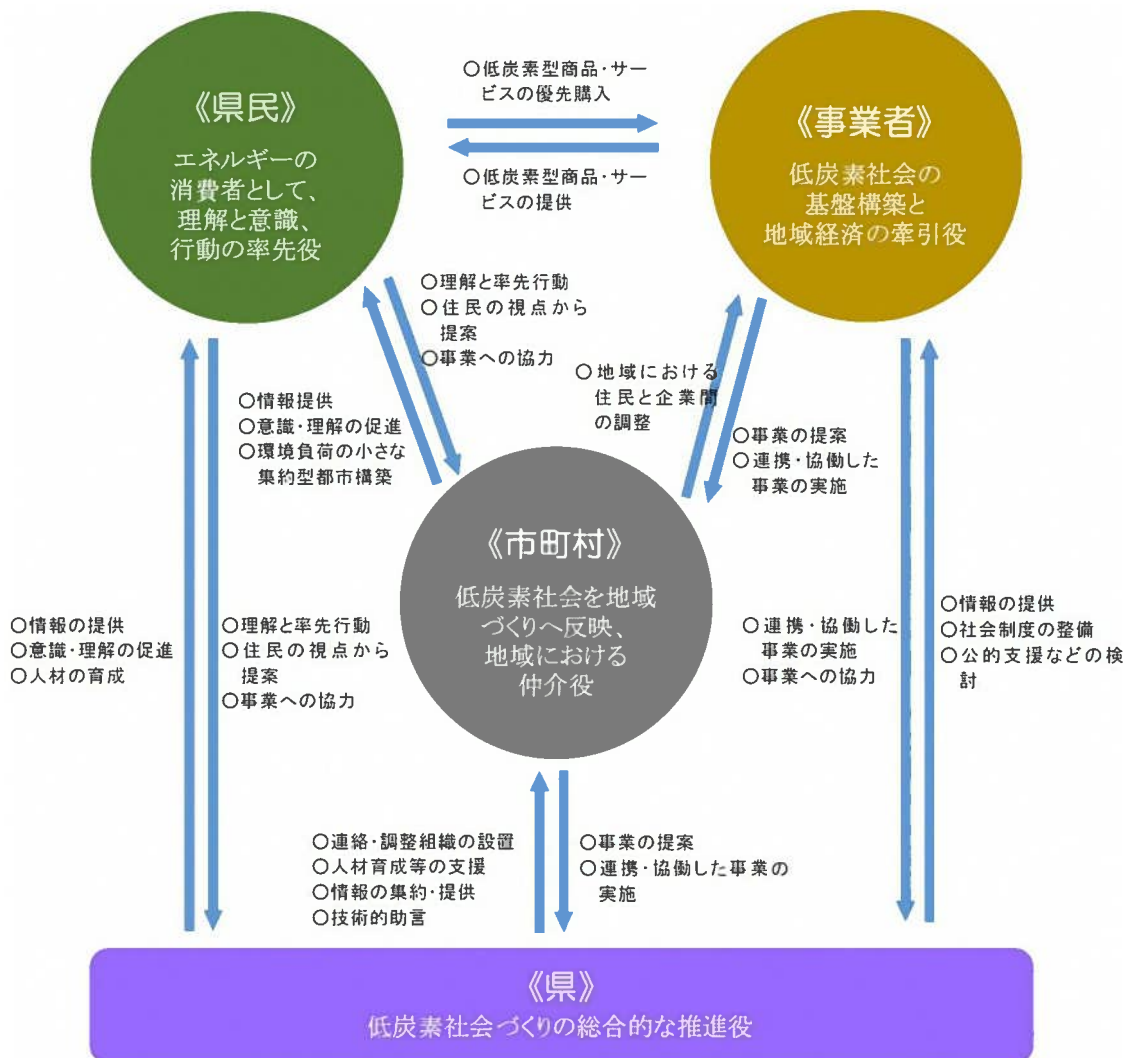 ○低炭素型商品・サー
ビスの優先購入
《県民》
エネルギーの
消費者として、
理解と意識、
行動の率先役
《事業者》
低炭素社会の
基盤構築と
地域経済の牽引役
○低炭素型商品・サー
ビスの提供
○理解と率先行動
○住民の視点から
提案
○事業への協力
○地域における
住民と企業間
の調整
○情報提供
○意識・理解の促進
○環境負荷の小さな
集約型都市構築
○事業の提案
○連携・協働した
事業の実施
《市町村》
低炭素社会を地域
づくりへ反映、
地域における
仲介役
○情報の提供
○意識・理解の促進
○人材の育成
○理解と率先行動
○住民の視点から
提案
○事業への協力
○連携・協働した
事業の実施
○事業への協力
○情報の提供
○社会制度の整備
○公的支援などの検
討
○連絡・調整組織の設置
○人材育成等の支援
○情報の集約・提供
○技術的助言
○事業の提案
○連携・協働した事業の
実施
《県》
低炭素社会づくりの総合的な推進役